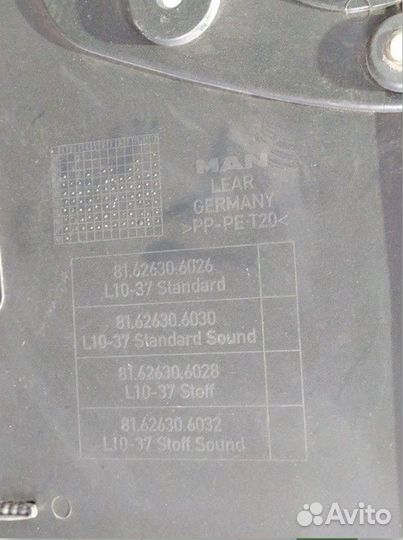 MAN
LEAR
GERMANY
>PP-PE-T20<
81.62630.6026
L10-37 Standard
81.62630.6030
L10-37 Standard Sound
81.62630.6028
L10-37 Stoff
81.62630.6032
L10-37 Stoff Sound
Avito